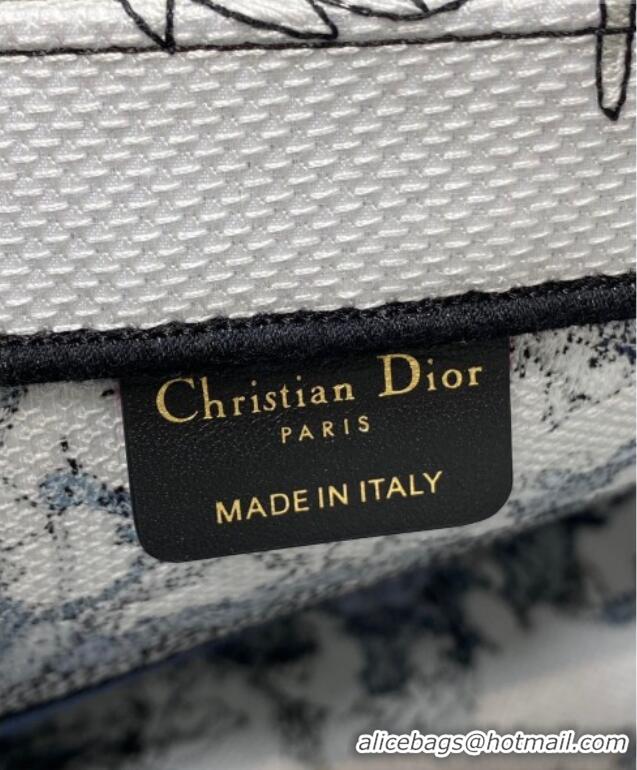 Christian Dior
PARIS
MADE IN ITALY
alicebags@hotmail.com